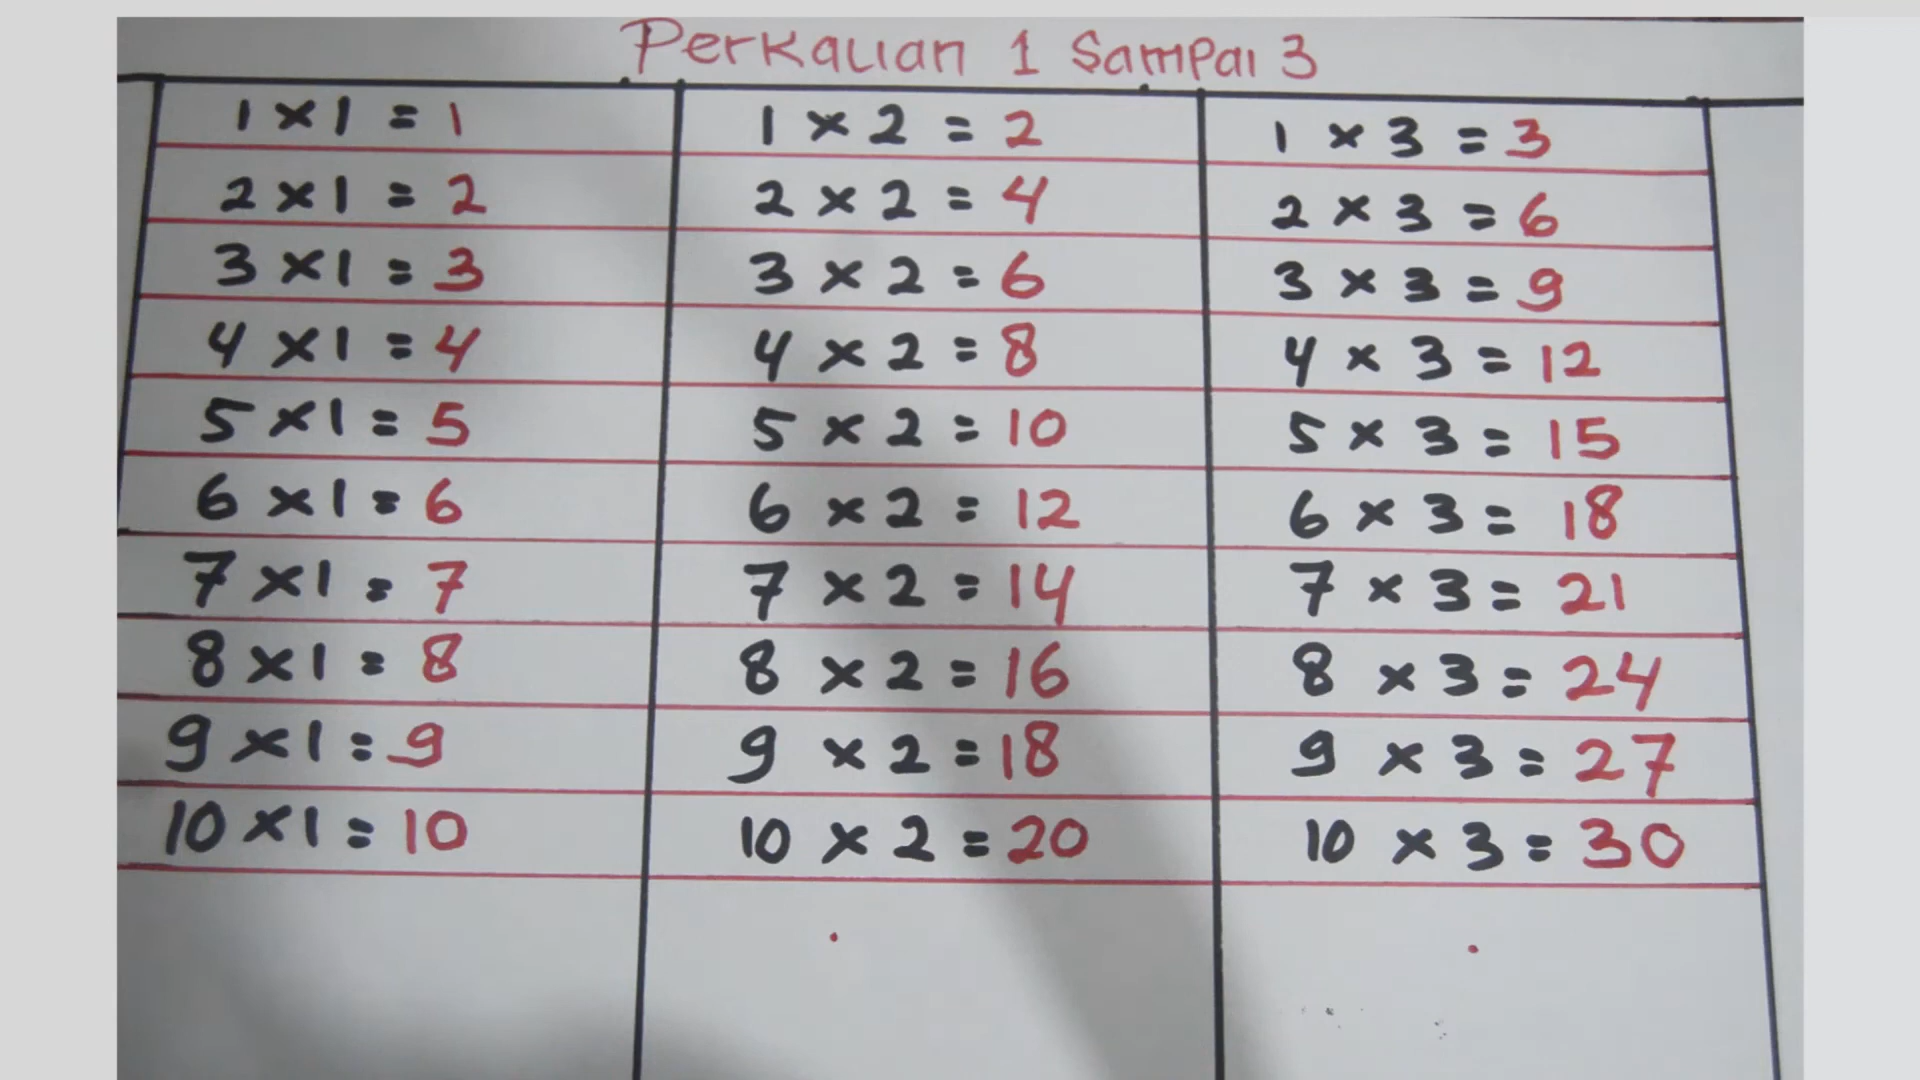 Perkalian 1 Sampai 3
1 × 1 = 1
2 × 1 = 2
3 × 1 = 3
4 × 1 = 4
5 × 1 = 5
6 × 1 = 6
7 × 1 = 7
8 × 1 = 8
9 × 1 = 9
10 × 1 = 10
1 × 2 = 2
2 × 2 = 4
3 × 2 = 6
4 × 2 = 8
5 × 2 = 10
6 × 2 = 12
7 × 2 = 14
8 × 2 = 16
9 × 2 = 18
10 × 2 = 20
1 × 3 = 3
2 × 3 = 6
3 × 3 = 9
4 × 3 = 12
5 × 3 = 15
6 × 3 = 18
7 × 3 = 21
8 × 3 = 24
9 × 3 = 27
10 × 3 = 30